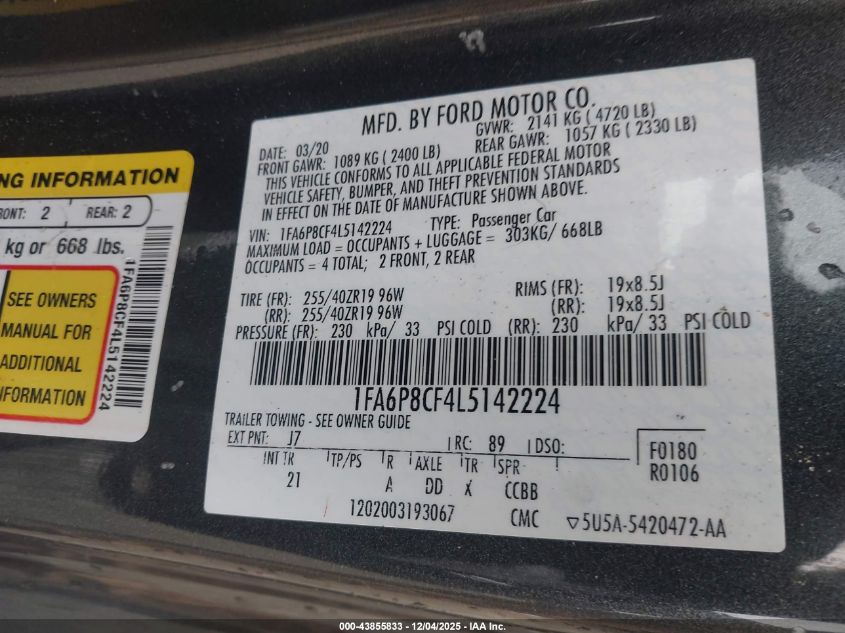 NG INFORMATION
FRONT: 2 REAR: 2
kg or 668 lbs.
SEE OWNERS
MANUAL FOR
ADDITIONAL
INFORMATION
1FA6P8CF4L5142224
MFD. BY FORD MOTOR CO.
DATE: 03/20 GVWR: 2141 KG ( 4720 LB)
FRONT GAWR: 1089 KG ( 2400 LB) REAR GAWR: 1057 KG ( 2330 LB)
THIS VEHICLE CONFORMS TO ALL APPLICABLE FEDERAL MOTOR
VEHICLE SAFETY, BUMPER, AND THEFT PREVENTION STANDARDS
IN EFFECT ON THE DATE OF MANUFACTURE SHOWN ABOVE.
VIN: 1FA6P8CF4L5142224 TYPE: Passenger Car
MAXIMUM LOAD = OCCUPANTS + LUGGAGE = 303KG/ 668LB
OCCUPANTS = 4 TOTAL; 2 FRONT, 2 REAR
TIRE (FR): 255/40ZR19 96W RIMS (FR): 19x8.5J
(RR): 255/40ZR19 96W (RR): 19x8.5J
PRESSURE (FR): 230 kPa/ 33 PSI COLD (RR): 230 kPa/ 33 PSI COLD
1FA6P8CF4L5142224
TRAILER TOWING - SEE OWNER GUIDE
EXT PNT: J7 RC: 89 DSO: F0180
R0106
INT TR TP/PS R AXLE TR SPR
21 A DD X CCBB
1202003193067 CMC ▽5U5A-5420472-AA
000-43855833 - 12/04/2025 - IAA Inc.